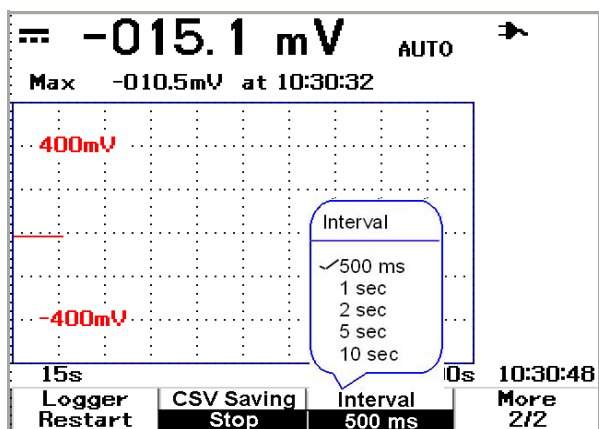 -015.1 mV AUTO
Max -010.5mV at 10:30:32
400mV
Interval
✓500 ms
1 sec
2 sec
5 sec
10 sec
-400mV
15s 0s 10:30:48
Logger CSV Saving Interval More
Restart Stop 500 ms 2/2